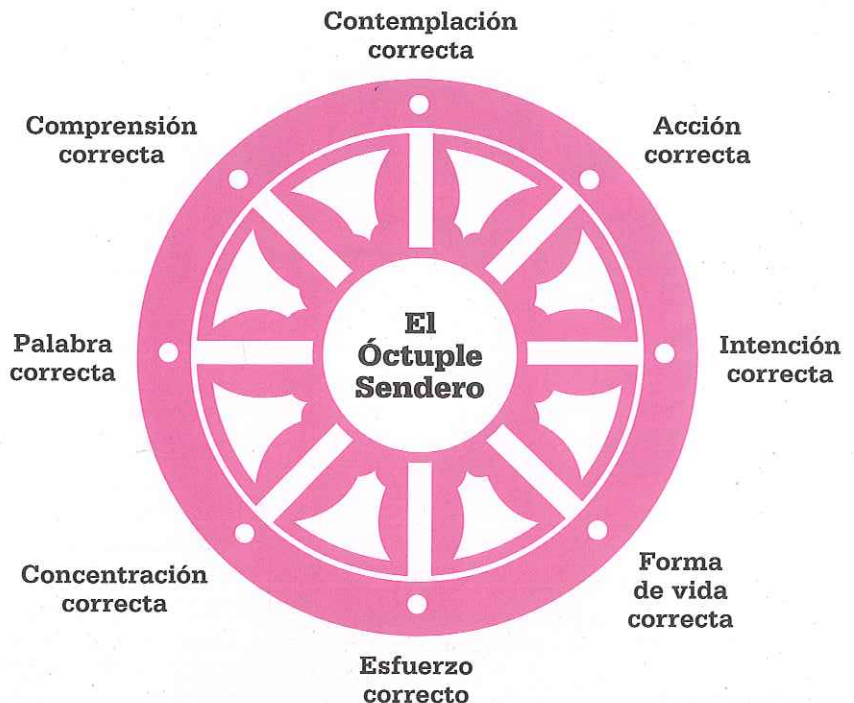 Contemplación
correcta
Comprensión
correcta
Acción
correcta
El
Óctuple
Sendero
Palabra
correcta
Intención
correcta
Concentración
correcta
Forma
de vida
correcta
Esfuerzo
correcto